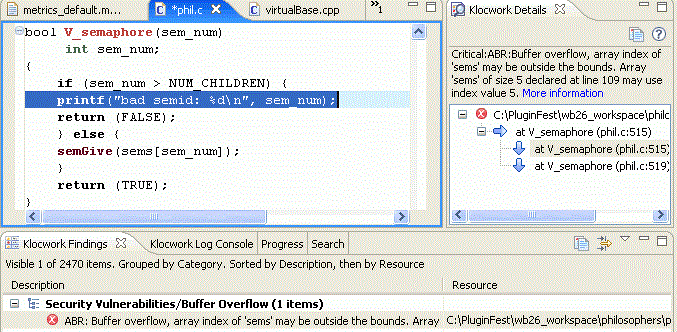 metrics_default.m...
*phil.c
virtualBase.cpp
»1
bool V_semaphore(sem_num)
int sem_num;
{
if (sem_num > NUM_CHILDREN) {
printf("bad semid: %d\n", sem_num);
return (FALSE);
} else {
semGive(sems[sem_num]);
}
return (TRUE);
}
Klocwork Details
Critical:ABR:Buffer overflow, array index of
'sems' may be outside the bounds. Array
'sems' of size 5 declared at line 109 may use
index value 5. More information
C:\PluginFest\wb26_workspace\philo
at V_semaphore (phil.c:515)
at V_semaphore (phil.c:515)
at V_semaphore (phil.c:519)
Klocwork Findings
Klocwork Log Console
Progress
Search
Visible 1 of 2470 items. Grouped by Category. Sorted by Description, then by Resource
Description
Resource
Security Vulnerabilities/Buffer Overflow (1 items)
ABR: Buffer overflow, array index of 'sems' may be outside the bounds. Array
C:\PluginFest\wb26_workspace\philosophers\p